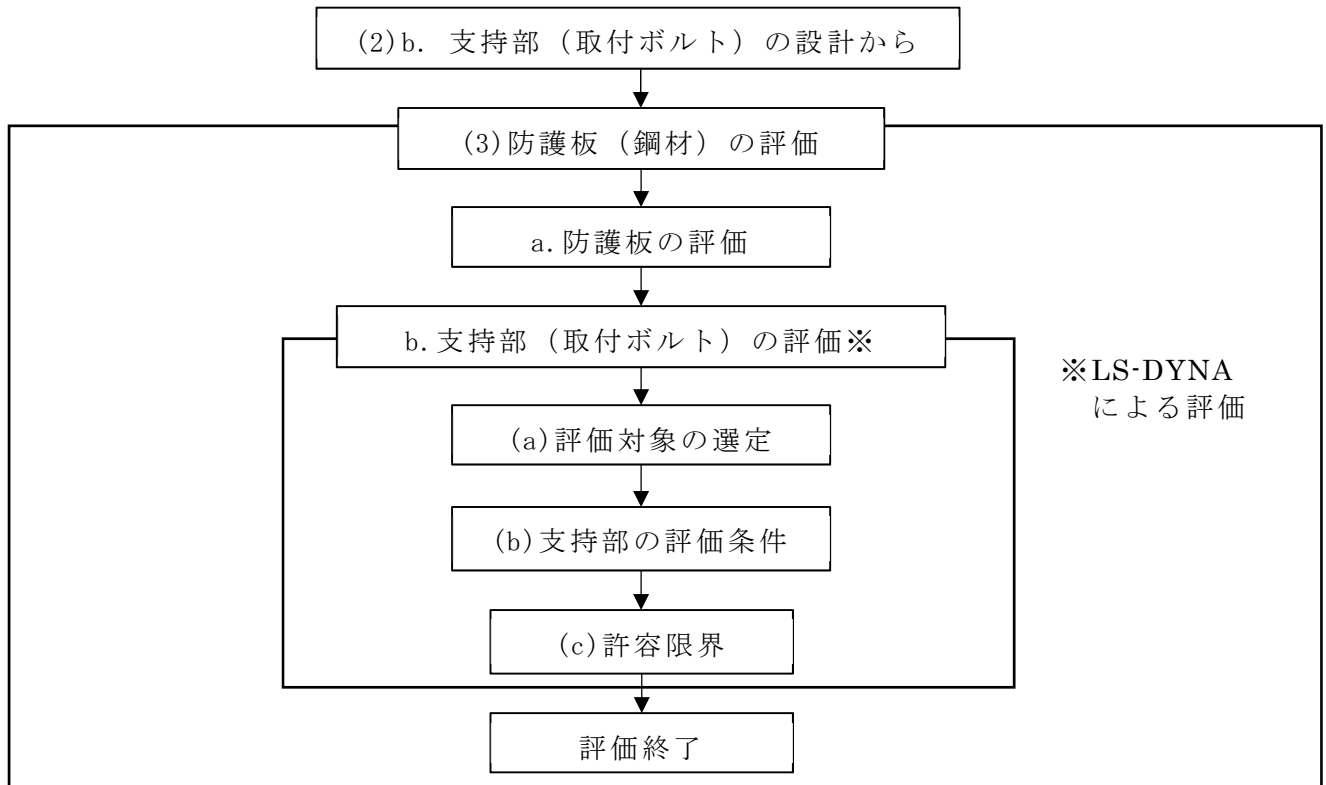 (2)b. 支持部（取付ボルト）の設計から
(3)防護板（鋼材）の評価
a.防護板の評価
b.支持部（取付ボルト）の評価※
※LS-DYNA
による評価
(a)評価対象の選定
(b)支持部の評価条件
(c)許容限界
評価終了